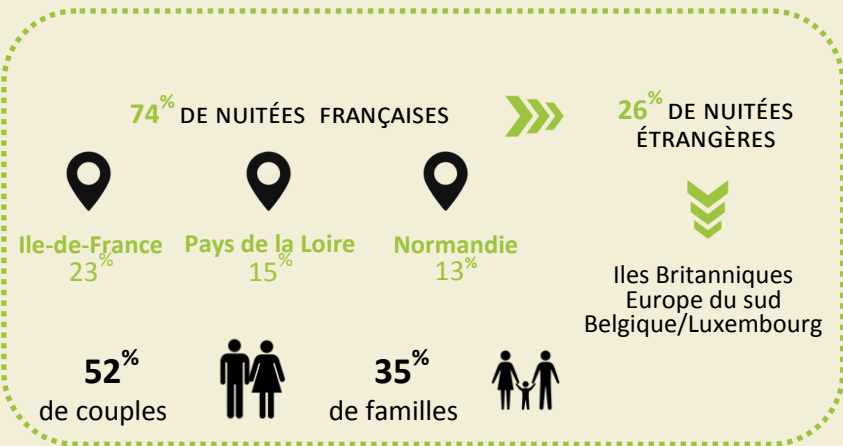 74% DE NUITÉES FRANÇAISES
26% DE NUITÉES
ÉTRANGÈRES
Ile-de-France
23%
Pays de la Loire
15%
Normandie
13%
Iles Britanniques
Europe du sud
Belgique/Luxembourg
52%
de couples
35%
de familles